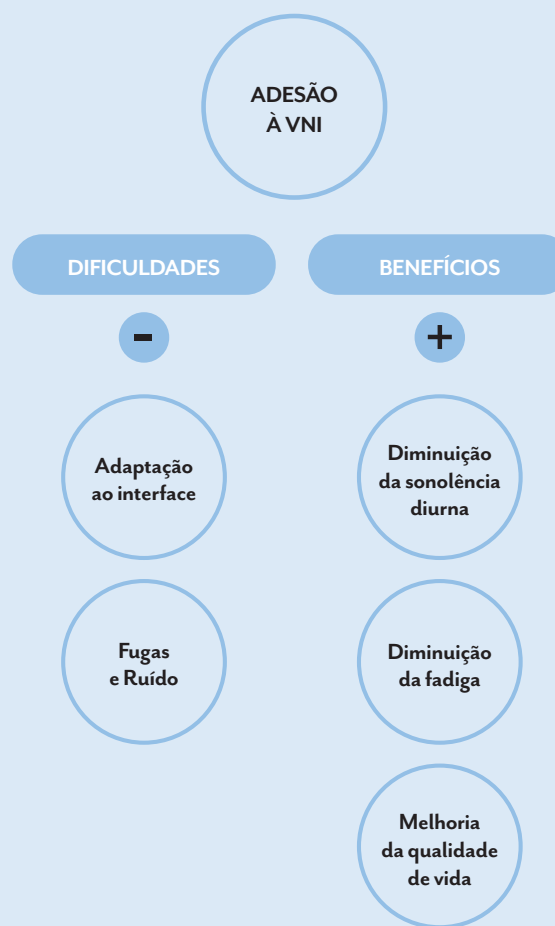 ADESÃO
À VNI
DIFICULDADES
BENEFÍCIOS
-
+
Adaptação
ao interface
Diminuição
da sonolência
diurna
Fugas
e Ruído
Diminuição
da fadiga
Melhoria
da qualidade
de vida